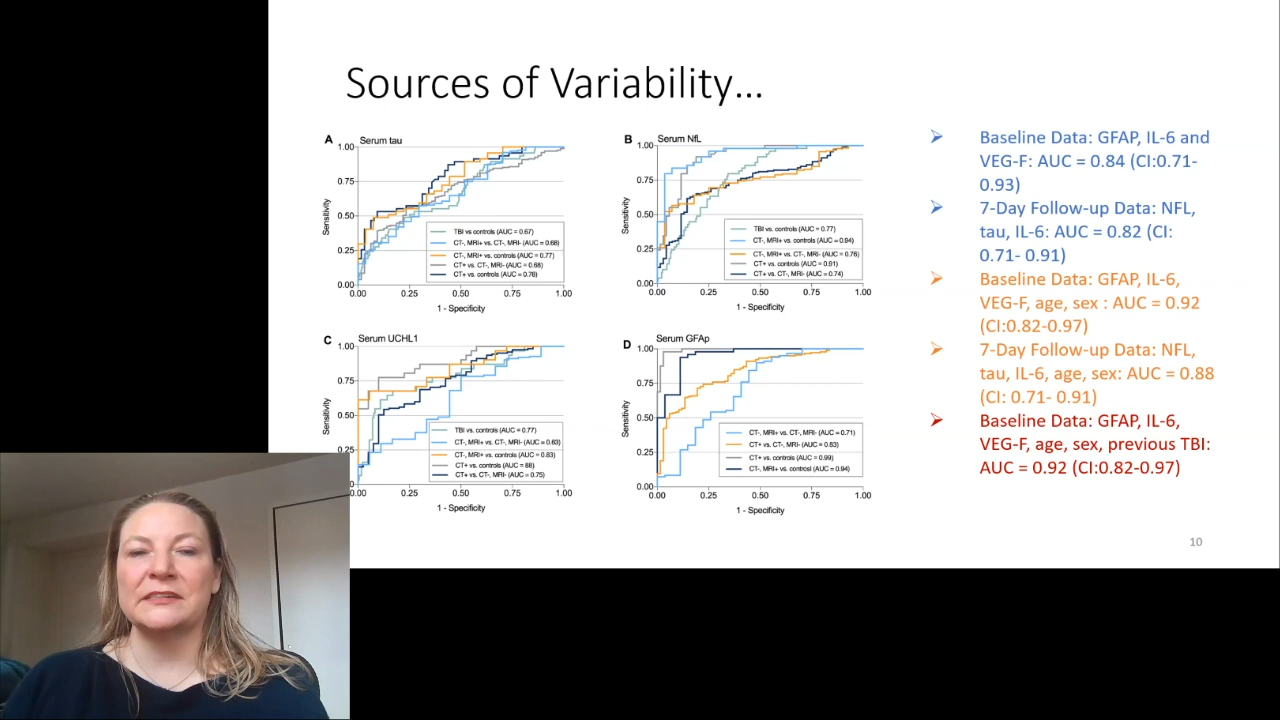 Sources of Variability...
A
Serum tau
1.00
0.75
0.50
0.25
0.00
Sensitivity
TBI vs controls (AUC = 0.67)
CT-, MRI+ vs. CT-, MRI- (AUC = 0.68)
CT-, MRI+ vs. controls (AUC = 0.77)
CT+ vs. CT-, MRI- (AUC = 0.68)
CT+ vs. controls (AUC = 0.78)
0.00 0.25 0.50 0.75 1.00
1 - Specificity
B
Serum NfL
1.00
0.75
0.50
0.25
0.00
Sensitivity
TBI vs. controls (AUC = 0.77)
CT-, MRI+ vs. controls (AUC = 0.94)
CT-, MRI+ vs. CT-, MRI- (AUC = 0.76)
CT+ vs. controls (AUC = 0.91)
CT+ vs. CT-, MRI- (AUC = 0.74)
0.00 0.25 0.50 0.75 1.00
1 - Specificity
C
Serum UCHL1
1.00
0.75
0.50
0.25
Sensitivity
TBI vs. controls (AUC = 0.77)
CT-, MRI+ vs. CT-, MRI- (AUC = 0.63)
CT-, MRI+ vs. controls (AUC = 0.83)
CT+ vs. controls (AUC = 88)
CT+ vs. CT-, MRI- (AUC = 0.75)
0.00 0.25 0.50 0.75 1.00
1 - Specificity
D
Serum GFAp
1.00
0.75
0.50
0.25
0.00
Sensitivity
CT-, MRI+ vs. CT-, MRI- (AUC = 0.71)
CT+ vs. CT-, MRI- (AUC = 0.83)
CT+ vs. controls (AUC = 0.99)
CT-, MRI+ vs. controsl (AUC = 0.94)
0.00 0.25 0.50 0.75 1.00
1 - Specificity
Baseline Data: GFAP, IL-6 and
VEG-F: AUC = 0.84 (CI:0.71-
0.93)
7-Day Follow-up Data: NFL,
tau, IL-6: AUC = 0.82 (CI:
0.71- 0.91)
Baseline Data: GFAP, IL-6,
VEG-F, age, sex : AUC = 0.92
(CI:0.82-0.97)
7-Day Follow-up Data: NFL,
tau, IL-6, age, sex: AUC = 0.88
(CI: 0.71- 0.91)
Baseline Data: GFAP, IL-6,
VEG-F, age, sex, previous TBI:
AUC = 0.92 (CI:0.82-0.97)
10